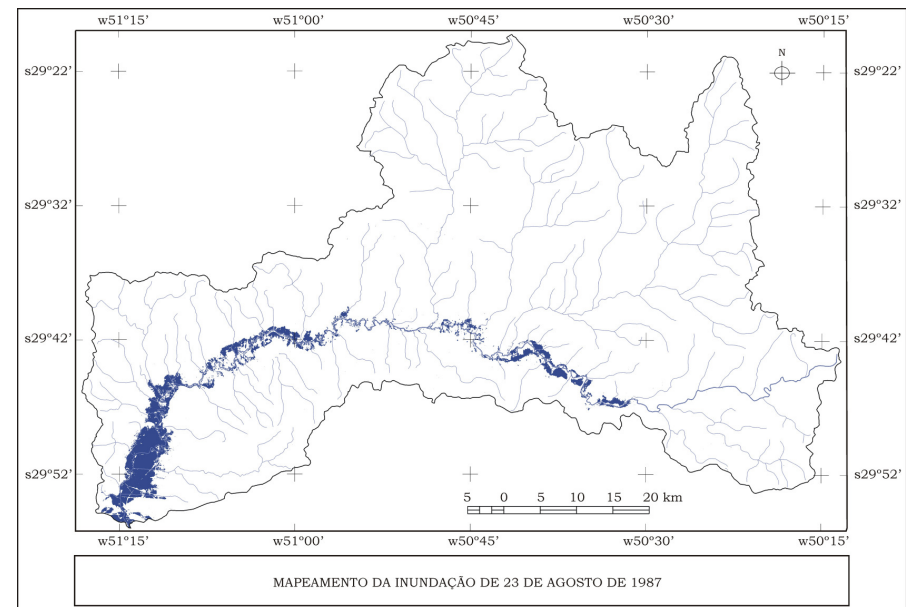 w51°15' w51°00' w50°45' w50°30' w50°15'
N
s29°22' s29°22'
s29°32' s29°32'
s29°42' s29°42'
s29°52' s29°52'
5 0 5 10 15 20 km
w51°15' w51°00' w50°45' w50°30' w50°15'
MAPEAMENTO DA INUNDAÇÃO DE 23 DE AGOSTO DE 1987